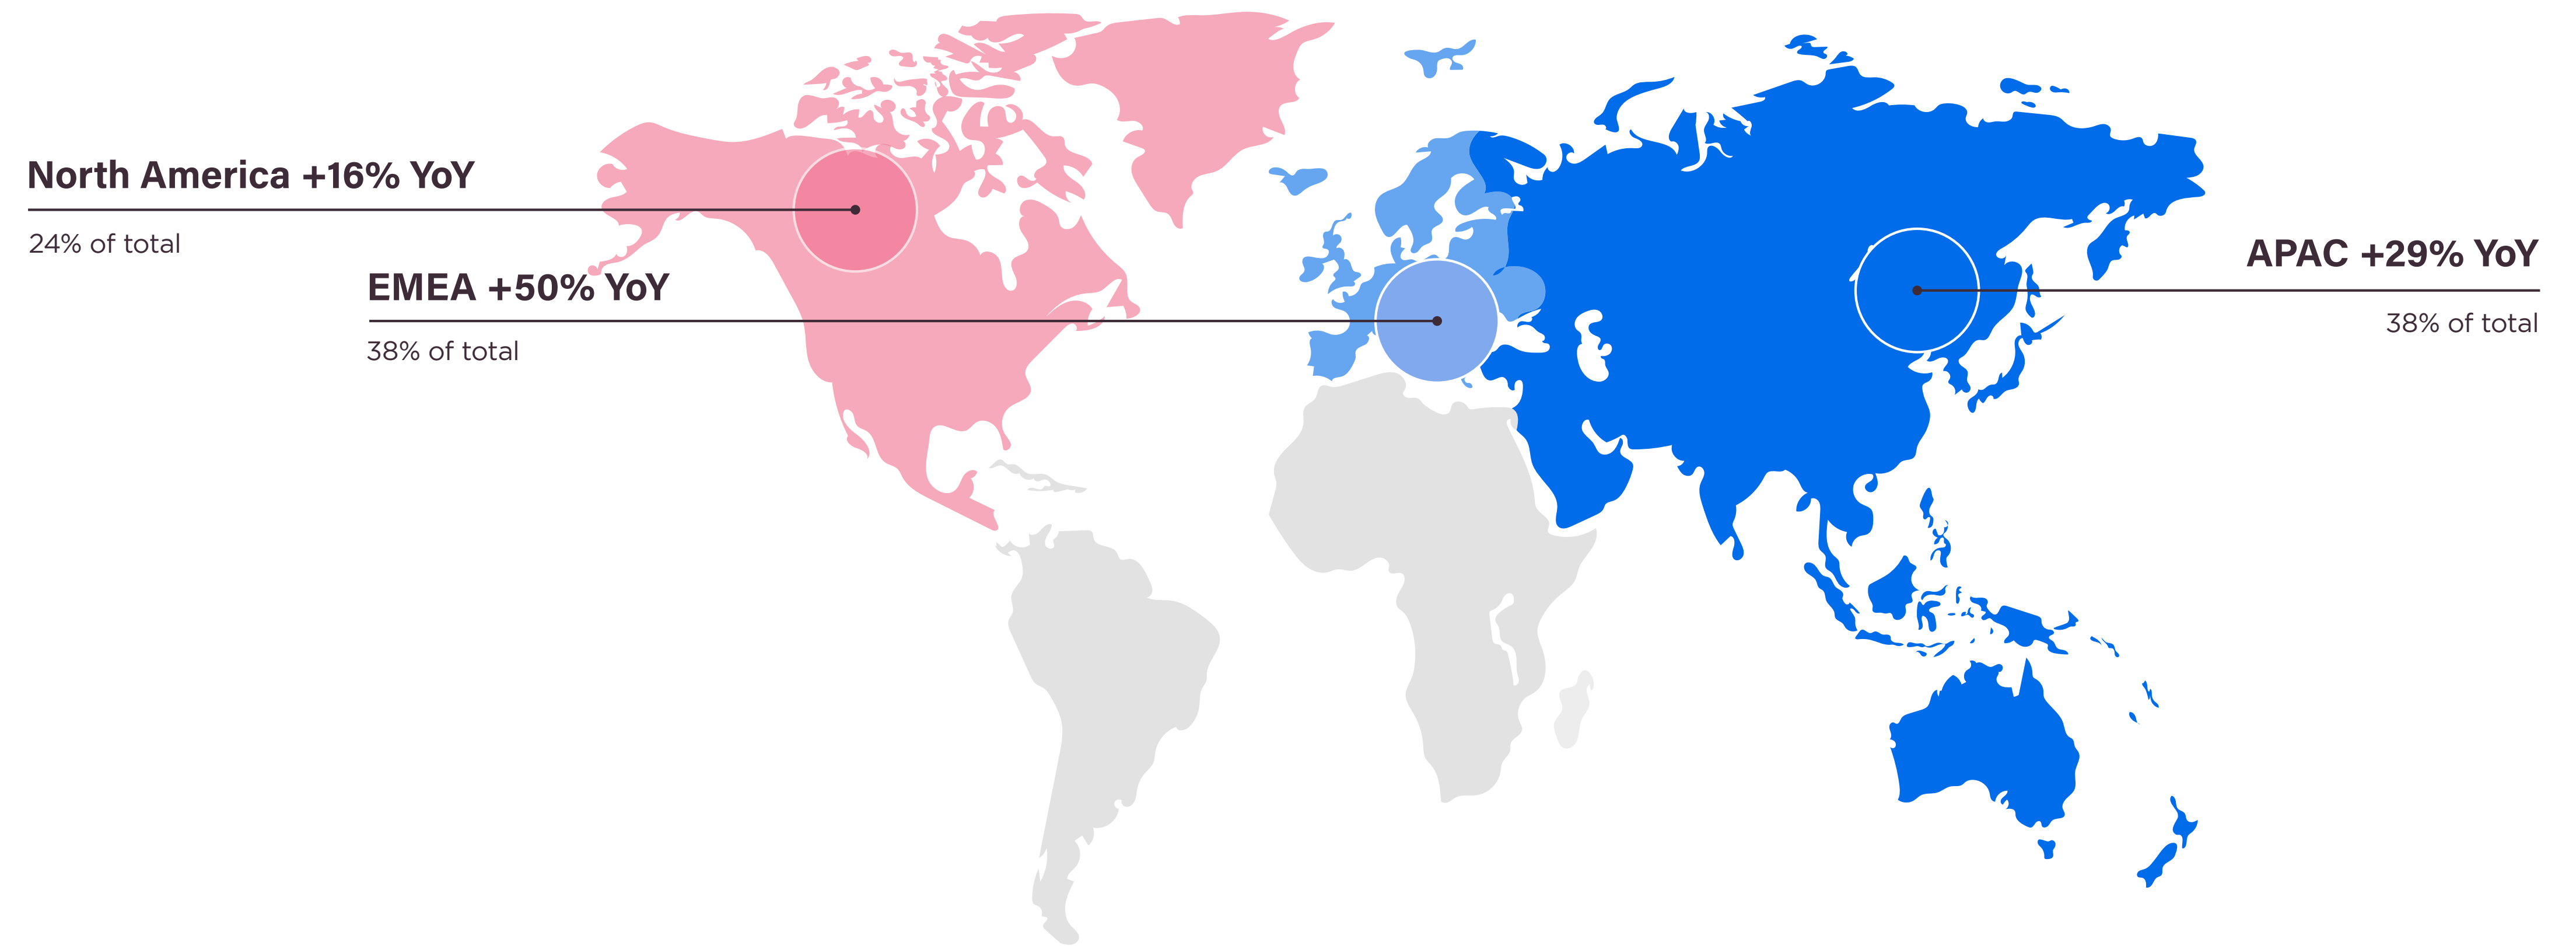 North America +16% YoY
24% of total
EMEA +50% YoY
38% of total
APAC +29% YoY
38% of total